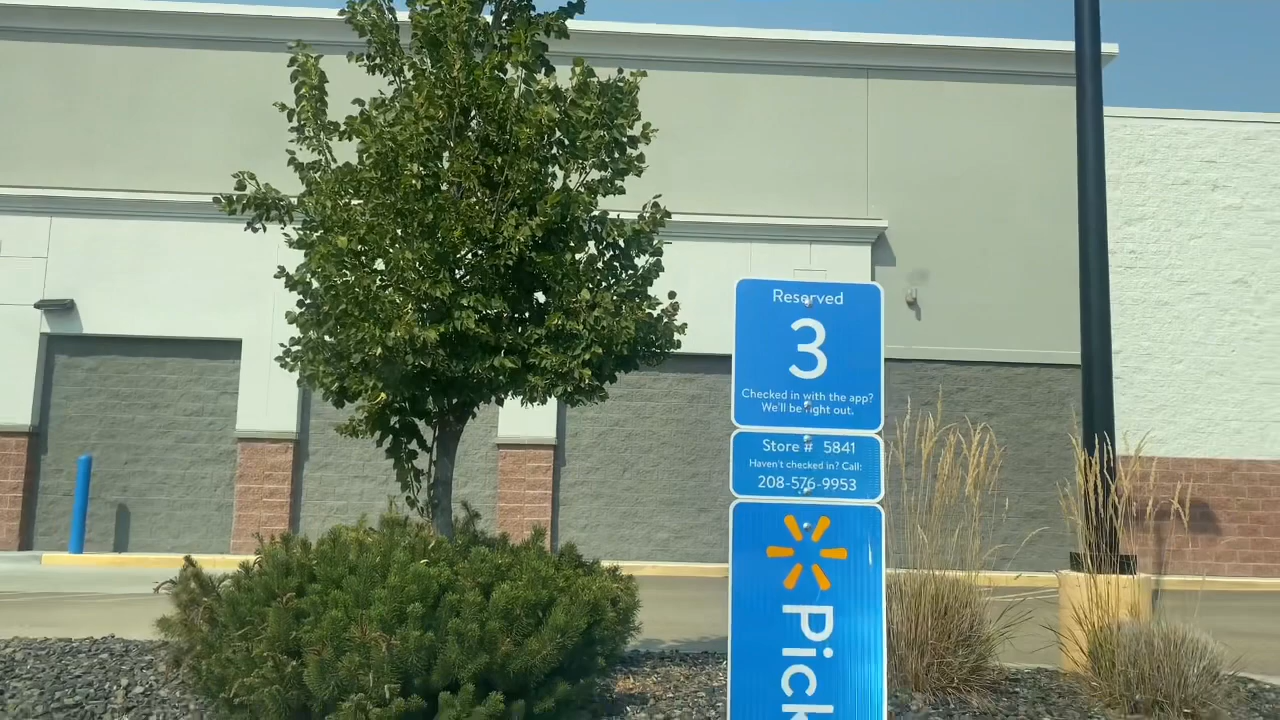 Reserved
3
Checked in with the app?
We'll be right out.
Store # 5841
Haven't checked in? Call:
208-576-9953
Pick